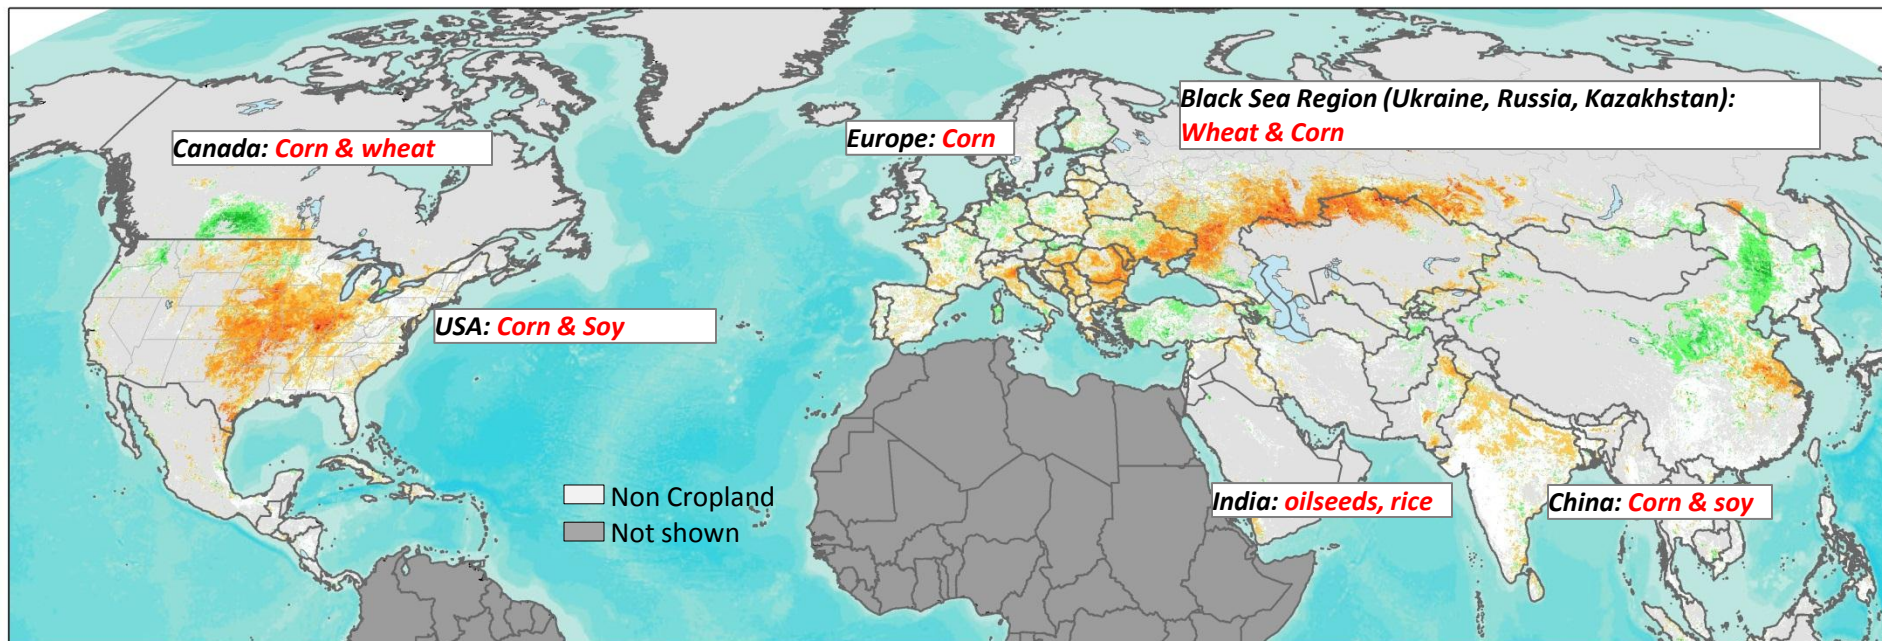 Black Sea Region (Ukraine, Russia, Kazakhstan):
Wheat & Corn
Europe: Corn
Canada: Corn & wheat
USA: Corn & Soy
Non Cropland
Not shown
India: oilseeds, rice
China: Corn & soy